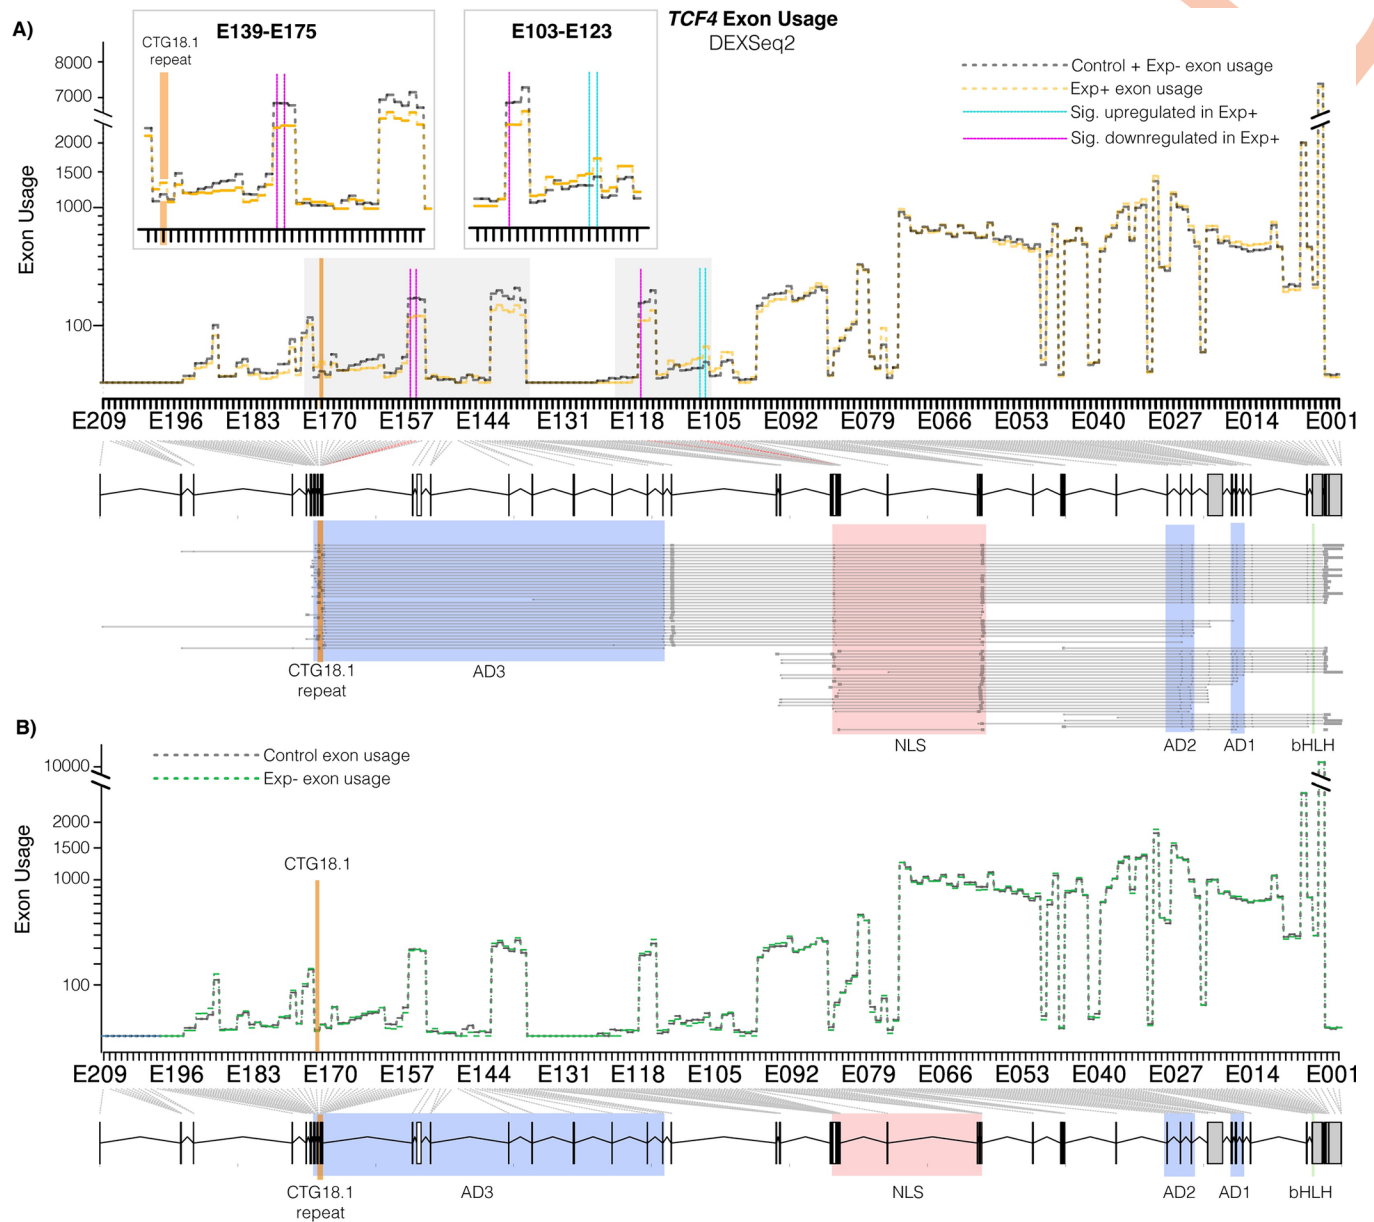 A)
TCF4 Exon Usage
DEXSeq2
E139-E175
CTG18.1
repeat
E103-E123
Control + Exp- exon usage
Exp+ exon usage
Sig. upregulated in Exp+
Sig. downregulated in Exp+
Exon Usage
8000
7000
2000
1500
1000
100
E209 E196 E183 E170 E157 E144 E131 E118 E105 E092 E079 E066 E053 E040 E027 E014 E001
CTG18.1
repeat
AD3
NLS
AD2
AD1
bHLH
B)
Control exon usage
Exp- exon usage
CTG18.1
Exon Usage
10000
2000
1500
1000
100
E209 E196 E183 E170 E157 E144 E131 E118 E105 E092 E079 E066 E053 E040 E027 E014 E001
CTG18.1
repeat
AD3
NLS
AD2
AD1
bHLH